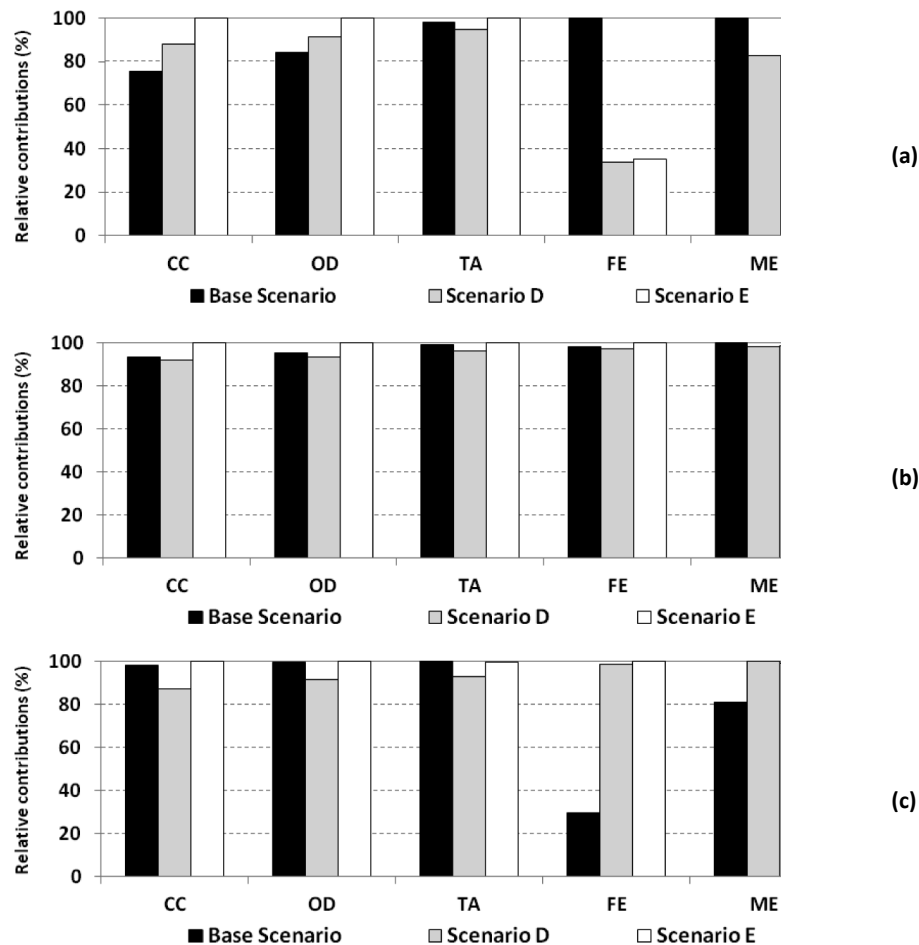 100
80
60
40
20
0
Relative contributions (%)
CC OD TA FE ME
Base Scenario Scenario D Scenario E
(a)
100
80
60
40
20
0
Relative contributions (%)
CC OD TA FE ME
Base Scenario Scenario D Scenario E
(b)
100
80
60
40
20
0
Relative contributions (%)
CC OD TA FE ME
Base Scenario Scenario D Scenario E
(c)